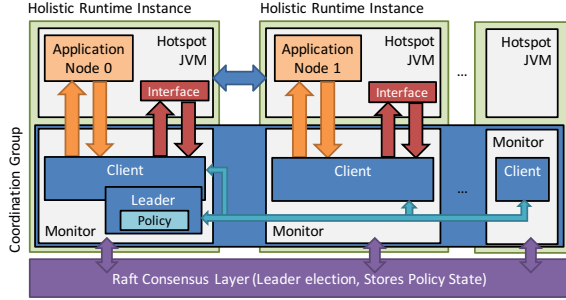 Holistic Runtime Instance
Holistic Runtime Instance
Application
Node 0
Hotspot
JVM
Interface
Application
Node 1
Hotspot
JVM
Interface
...
Hotspot
JVM
Coordination Group
Client
Leader
Policy
Monitor
Client
Monitor
...
Monitor
Client
Raft Consensus Layer (Leader election, Stores Policy State)